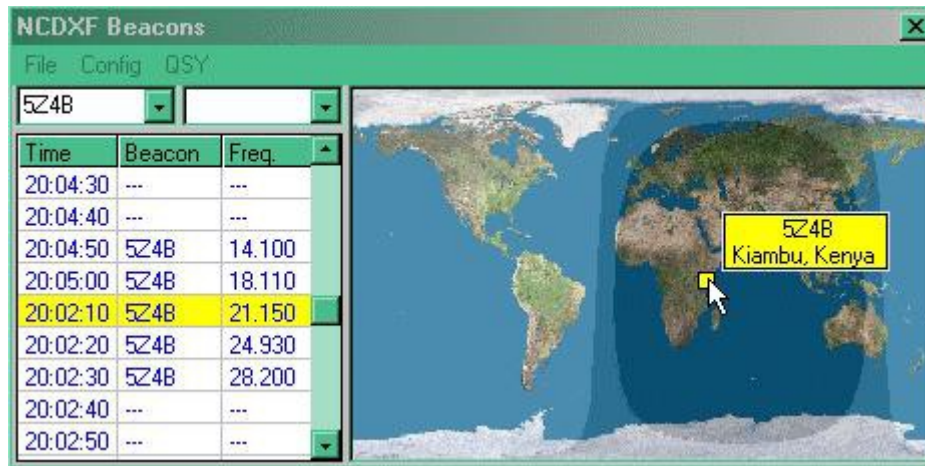 NCDXF Beacons
File Config QSY
5Z4B
Time Beacon Freq.
20:04:30 --- ---
20:04:40 --- ---
20:04:50 5Z4B 14.100
20:05:00 5Z4B 18.110
20:02:10 5Z4B 21.150
20:02:20 5Z4B 24.930
20:02:30 5Z4B 28.200
20:02:40 --- ---
20:02:50 --- ---
5Z4B
Kiambu, Kenya